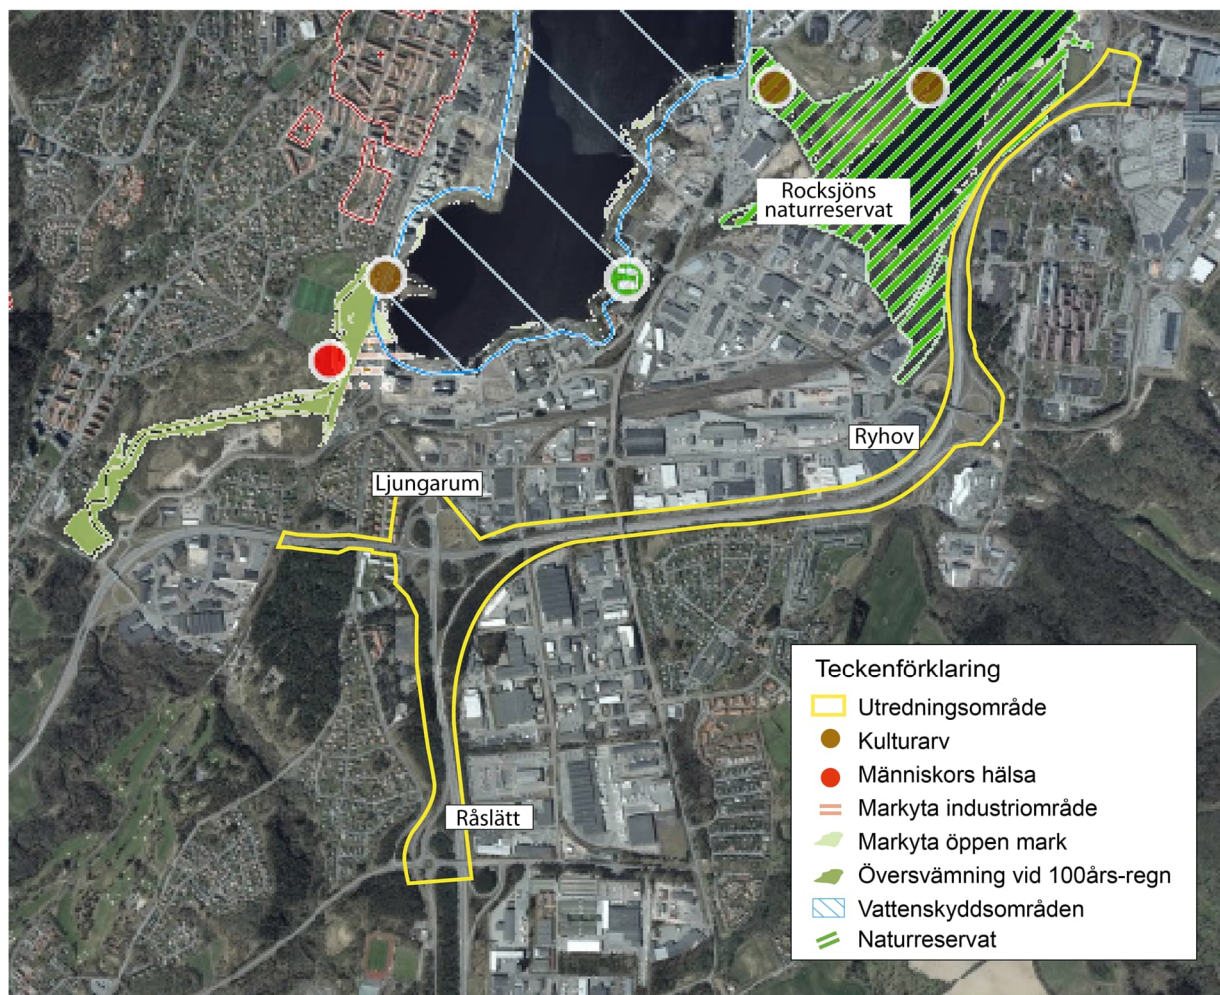 Rocksjöns
naturreservat
Ryhov
Ljungarum
Råslätt
Teckenförklaring
Utredningsområde
Kulturarv
Människors hälsa
Markyta industriområde
Markyta öppen mark
Översvämning vid 100års-regn
Vattenskyddsområden
Naturreservat